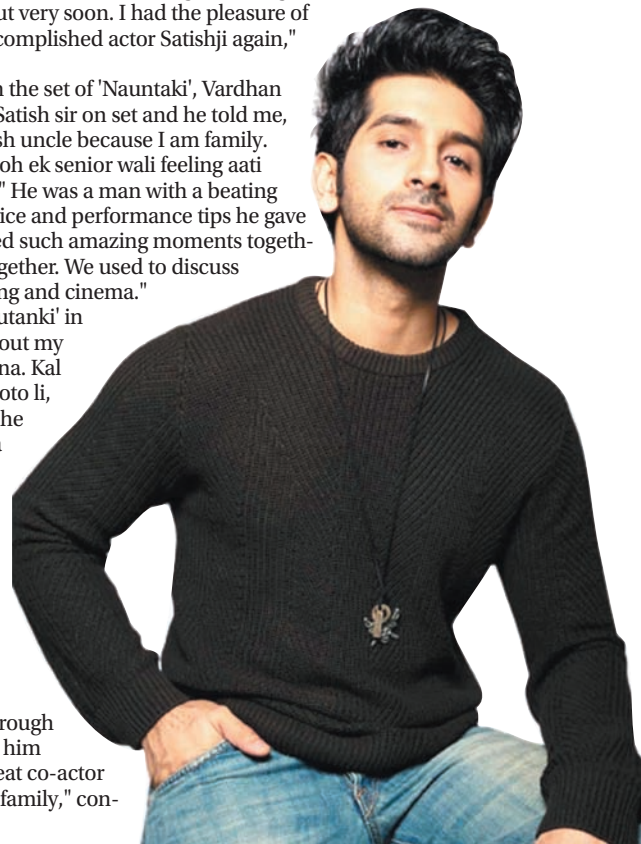 ut very soon. I had the pleasure of
complished actor Satishji again,"
n the set of 'Nauntaki', Vardhan
Satish sir on set and he told me,
sh uncle because I am family.
oh ek senior wali feeling aati
" He was a man with a beating
ice and performance tips he gave
ed such amazing moments togeth-
gether. We used to discuss
ng and cinema."
utanki' in
out my
na. Kal
oto li,
he
rough
him
eat co-actor
family," con-